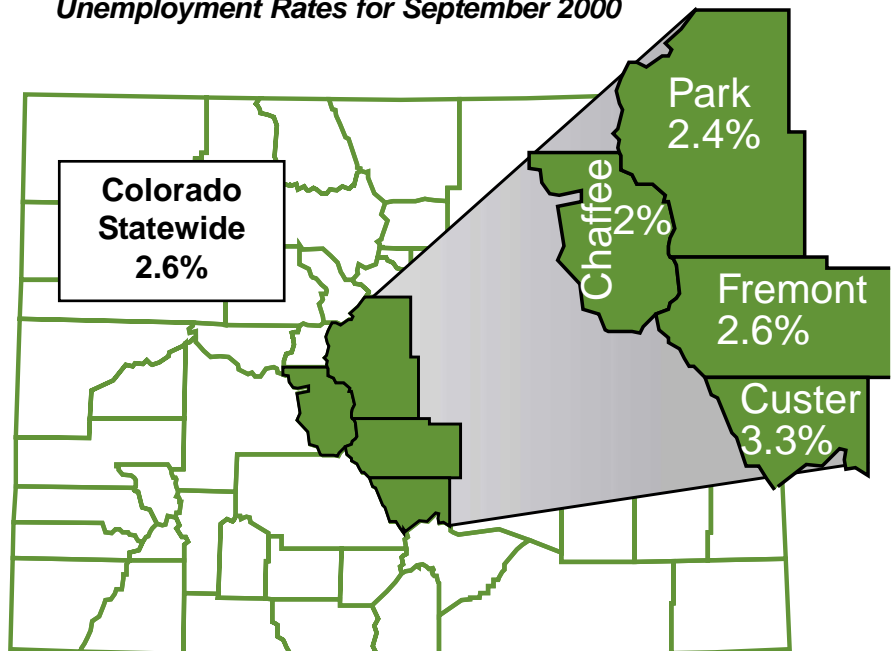 Unemployment Rates for September 2000
Park
2.4%
Colorado
Statewide
2.6%
Chaffee
2%
Fremont
2.6%
Custer
3.3%